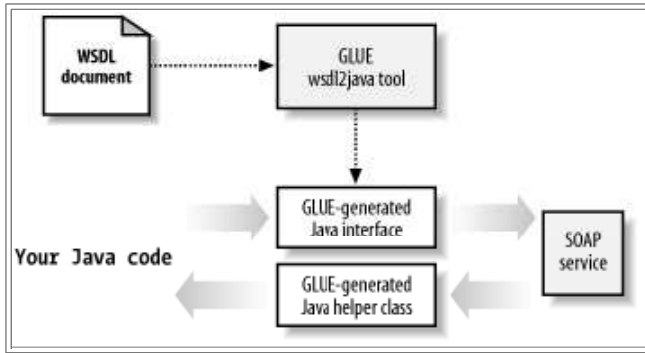 WSDL
document
GLUE
wsdl2java tool
GLUE-generated
Java interface
Your Java code
SOAP
service
GLUE-generated
Java helper class